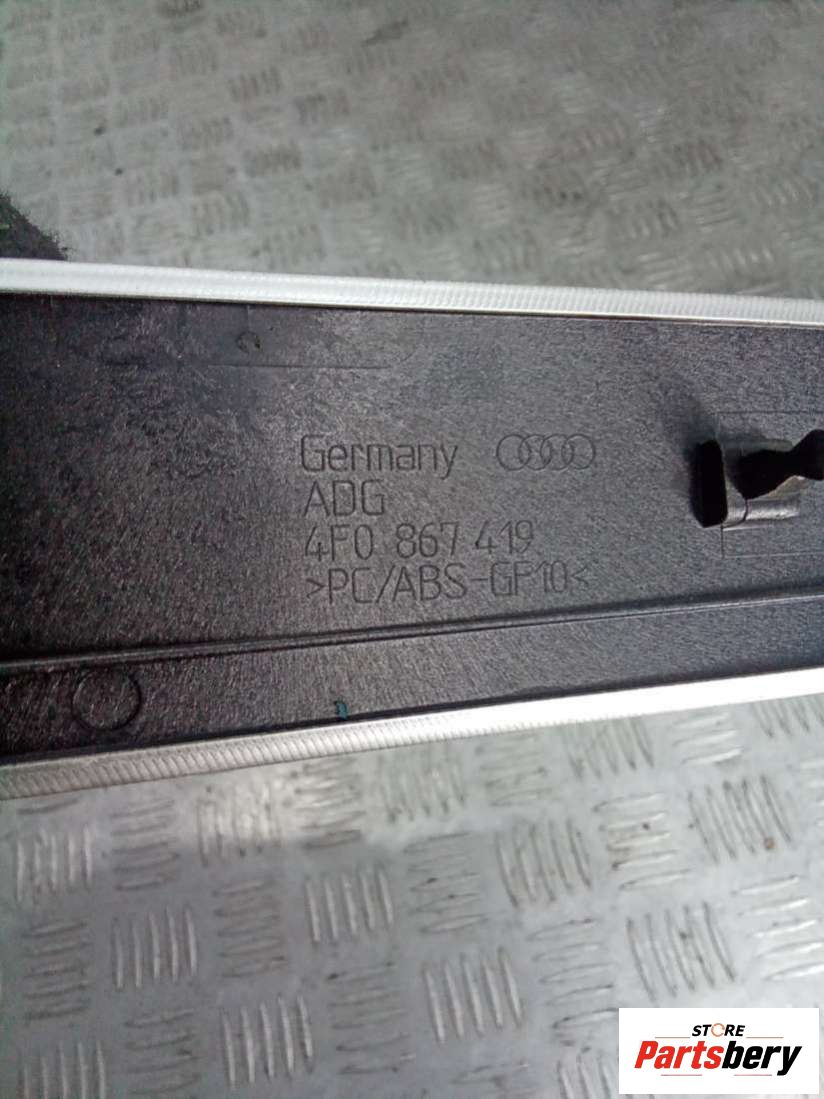 Germany
ADG
4F0 867 419
>PC/ABS-GF10<
STORE
Partsbery